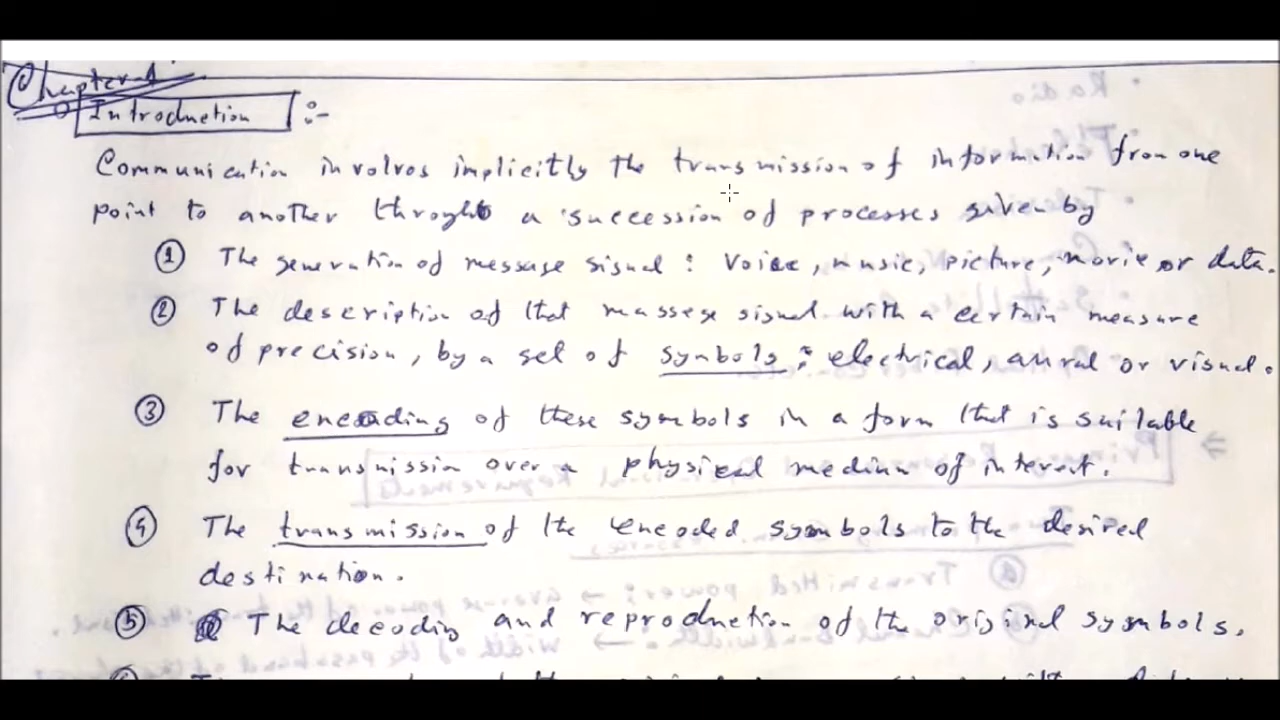 Chapter-1
Introduction :-
Communication involves implicitly the transmission of information from one
point to another throught a succession of processes given by
① The generation of message signal : Voice, music, picture, movie or data.
② The description of that massege signal with a certain measure
of precision, by a set of symbols : electrical, aural or visual.
③ The encoding of these symbols in a form that is suitable
for transmission over a physical medium of interest.
④ The transmission of the encoded symbols to the desired
destination.
⑤ The decoding and reproduction of the original symbols.